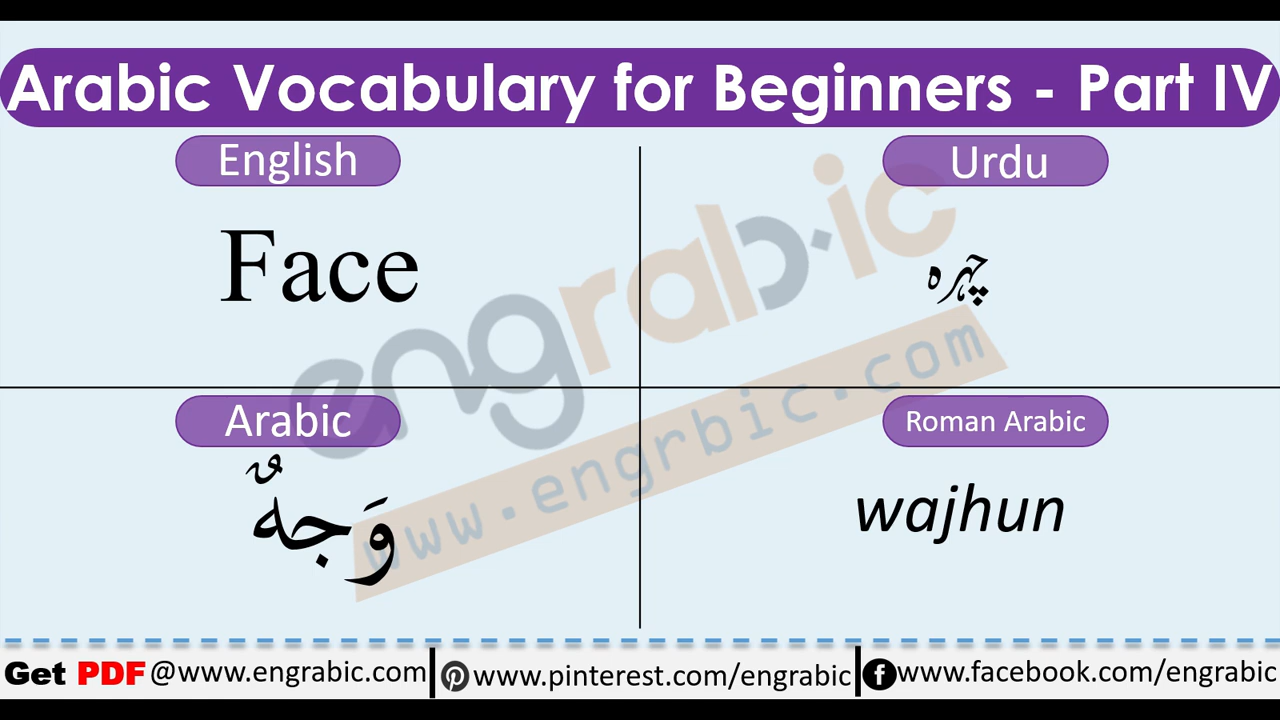 Arabic Vocabulary for Beginners - Part IV
English
Urdu
Face
چہرہ
Arabic
Roman Arabic
وَجهٌ
wajhun
engrabic
www.engrbic.com
Get PDF @www.engrabic.com
www.pinterest.com/engrabic
www.facebook.com/engrabic